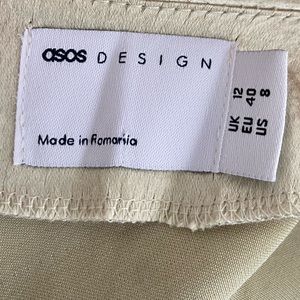 asos DESIGN
Made in Romania
UK 12
EU 40
US 8